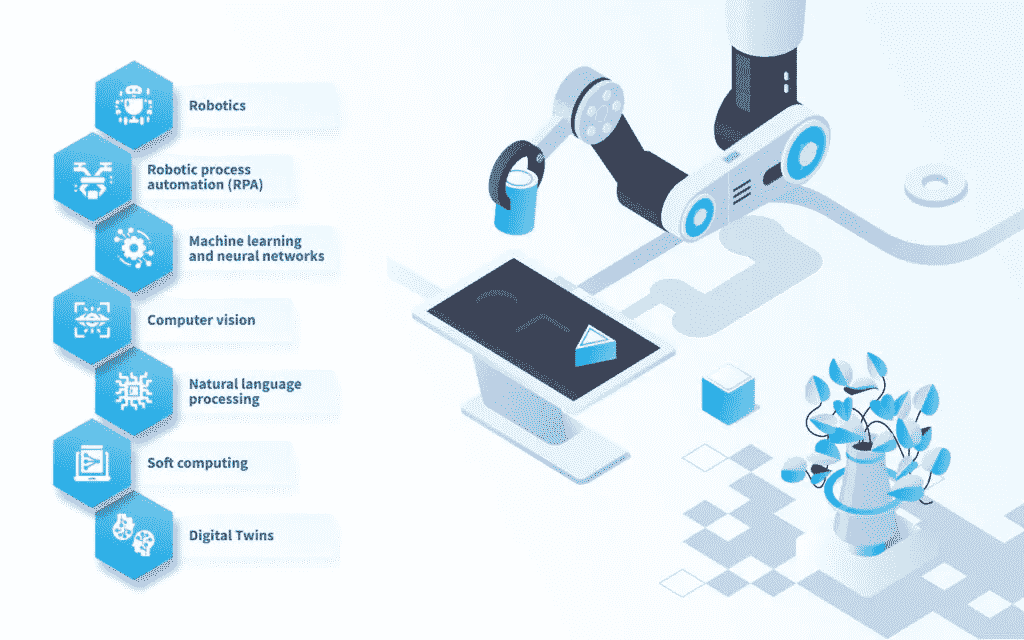 Robotics
Robotic process
automation (RPA)
Machine learning
and neural networks
Computer vision
Natural language
processing
Soft computing
Digital Twins